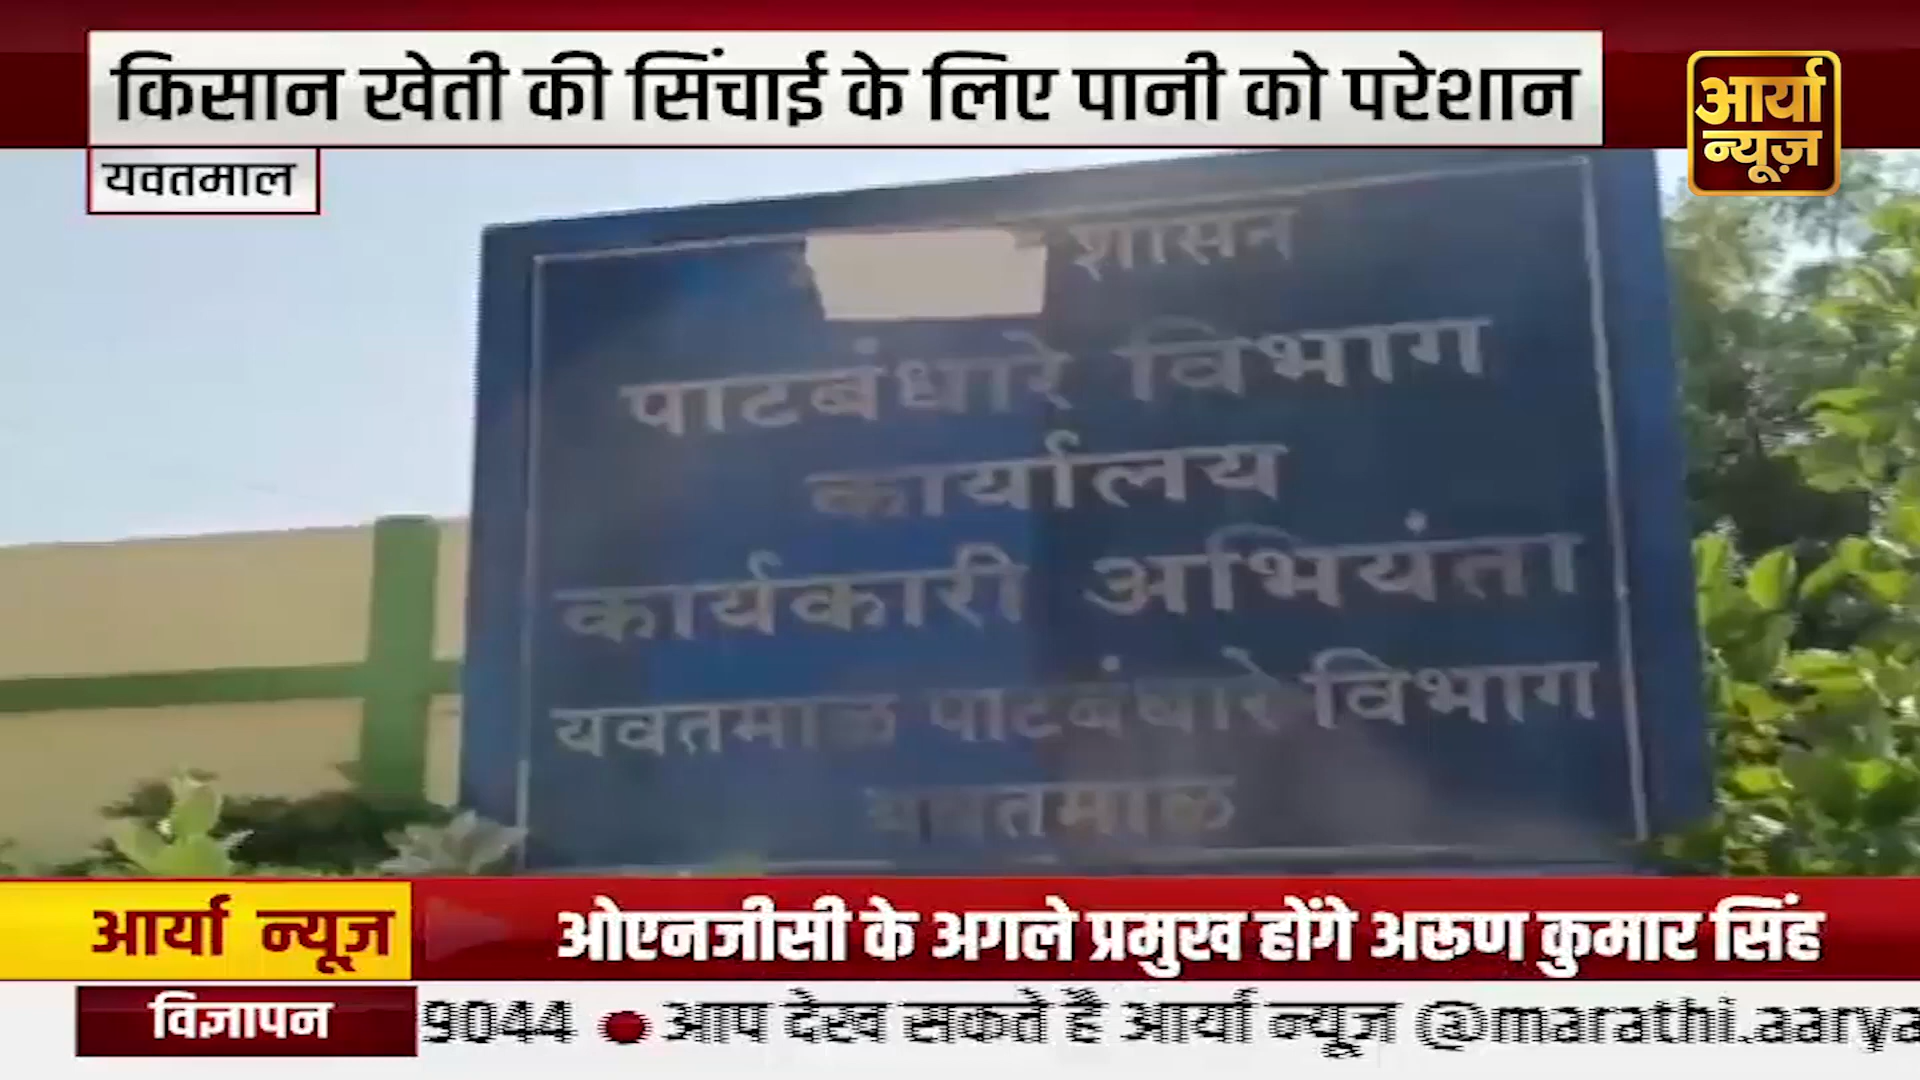 किसान खेती की सिंचाई के लिए पानी को परेशान
आर्या
न्यूज़
यवतमाल
शासन
पाटबंधारे विभाग
कार्यालय
कार्यकारी अभियंता
यवतमाळ पाटबंधारे विभाग
यवतमाळ
आर्या न्यूज़
ओएनजीसी के अगले प्रमुख होंगे अरूण कुमार सिंह
विज्ञापन
9044 ● आप देख सकते हैं आर्या न्यूज @marathi.aarya